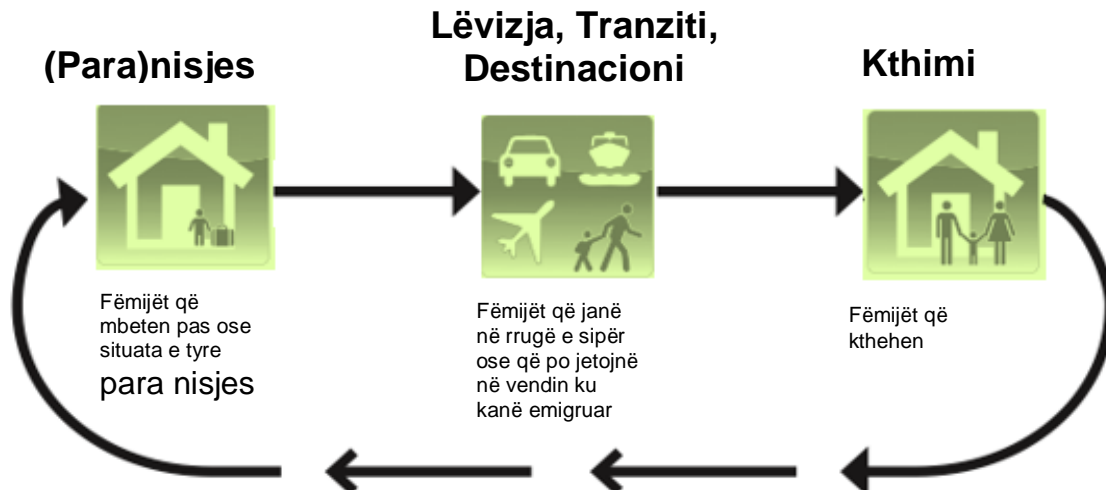 (Para)nisjes
Lëvizja, Tranziti,
Destinacioni
Kthimi
Fëmijët që
mbeten pas ose
situata e tyre
para nisjes
Fëmijët që janë
në rrugë e sipër
ose që po jetojnë
në vendin ku
kanë emigruar
Fëmijët që
kthehen